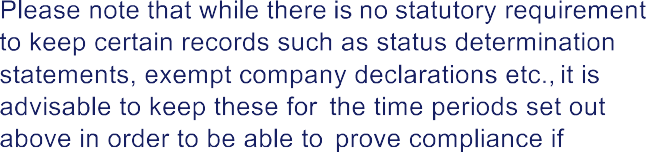 Please note that while there is no statutory requirement
to keep certain records such as status determination
statements, exempt company declarations etc., it is
advisable to keep these for the time periods set out
above in order to be able to prove compliance if